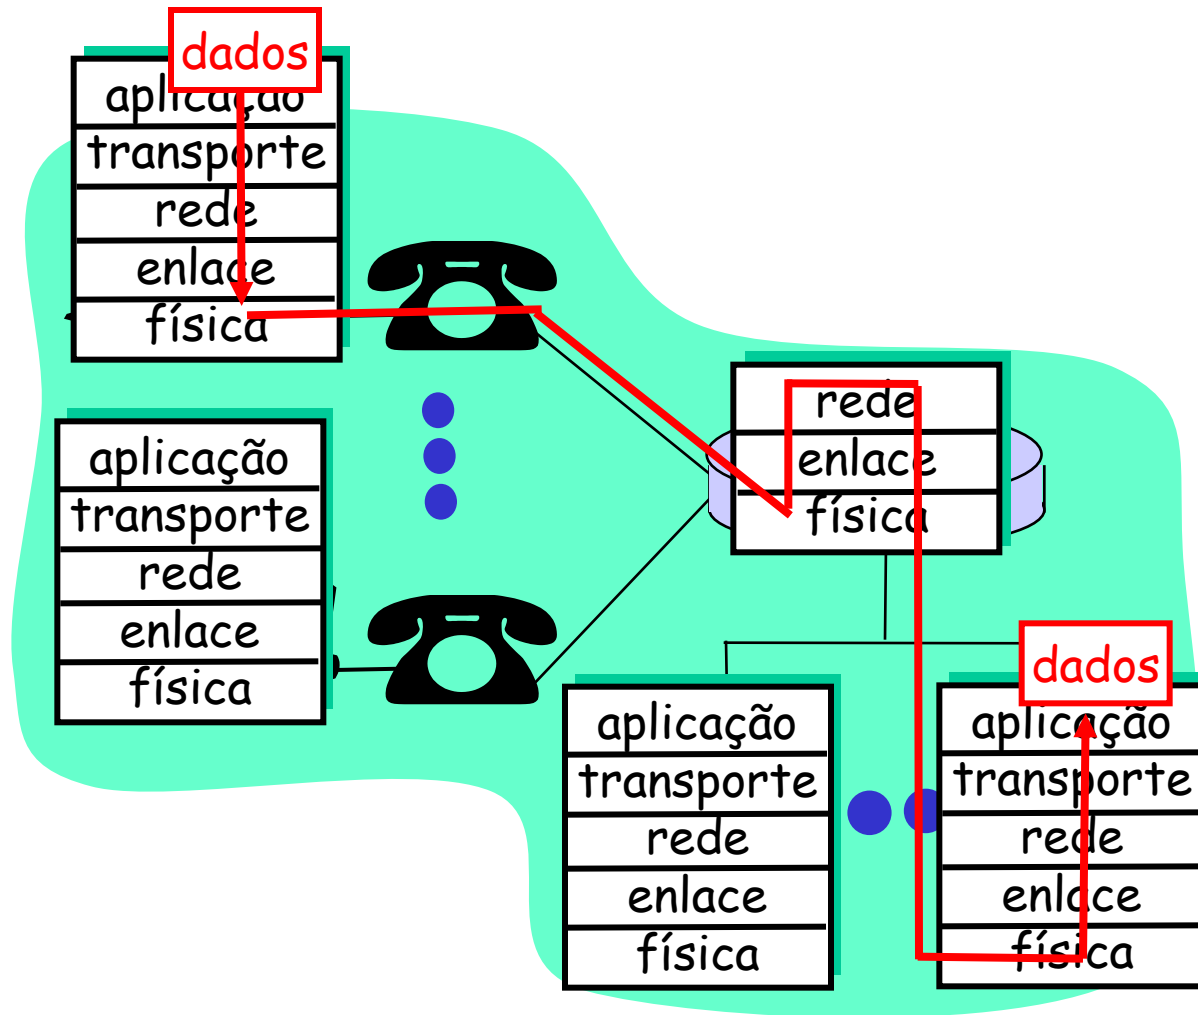 dados
aplicação
transporte
rede
enlace
física
aplicação
transporte
rede
enlace
física
rede
enlace
física
aplicação
transporte
rede
enlace
física
dados
aplicação
transporte
rede
enlace
física